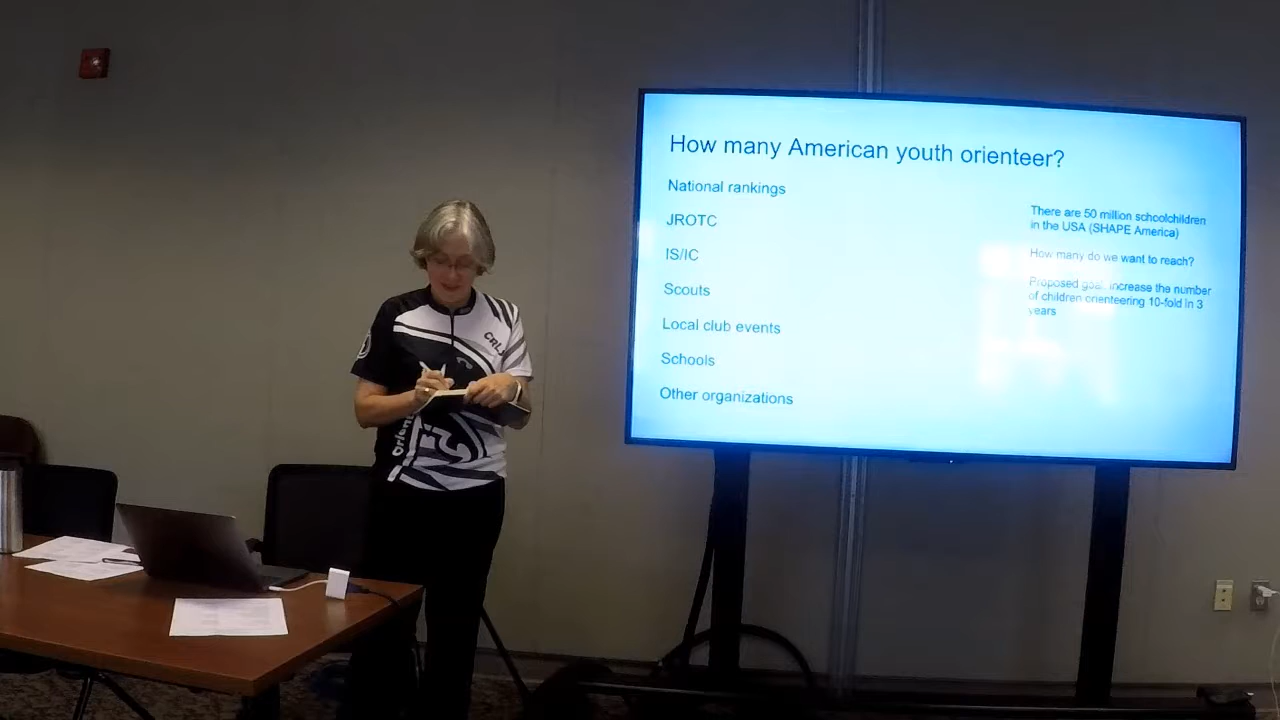 How many American youth orienteer?
National rankings
JROTC
IS/IC
Scouts
Local club events
Schools
Other organizations
There are 50 million schoolchildren
in the USA (SHAPE America)
How many do we want to reach?
Proposed goal: increase the number
of children orienteering 10-fold in 3
years